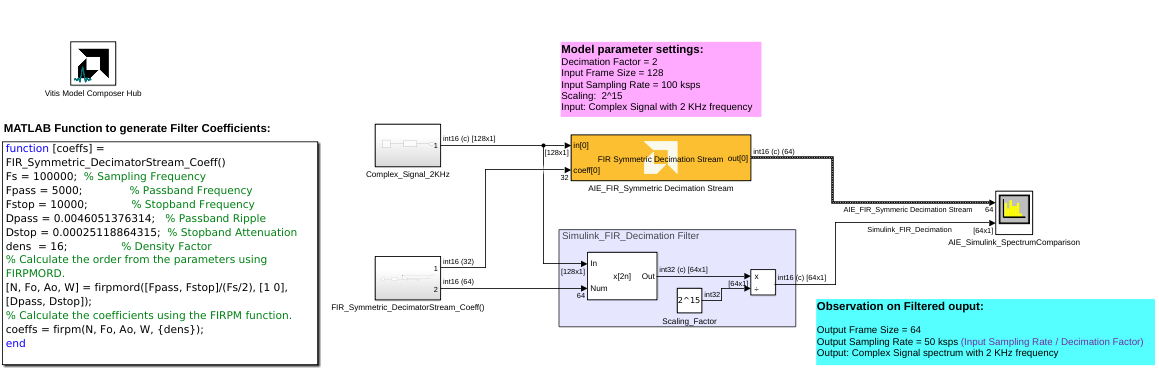 Vitis Model Composer Hub
MATLAB Function to generate Filter Coefficients:
function [coeffs] =
FIR_Symmetric_DecimatorStream_Coeff()
Fs = 100000;  % Sampling Frequency
Fpass = 5000;  % Passband Frequency
Fstop = 10000;  % Stopband Frequency
Dpass = 0.0046051376314;  % Passband Ripple
Dstop = 0.00025118864315;  % Stopband Attenuation
dens  = 16;  % Density Factor
% Calculate the order from the parameters using
FIRPMORD.
[N, Fo, Ao, W] = firpmord([Fpass, Fstop]/(Fs/2), [1 0],
[Dpass, Dstop]);
% Calculate the coefficients using the FIRPM function.
coeffs = firpm(N, Fo, Ao, W, {dens});
end
Model parameter settings:
Decimation Factor = 2
Input Frame Size = 128
Input Sampling Rate = 100 ksps
Scaling:  2^15
Input: Complex Signal with 2 KHz frequency
1
int16 (c) [128x1]
Complex_Signal_2KHz
[128x1]
32
in[0]
coeff[0]
FIR Symmetric Decimation Stream
out[0]
int16 (c) (64)
AIE_FIR_Symmetric Decimation Stream
1
int16 (32)
2
int16 (64)
FIR_Symmetric_DecimatorStream_Coeff()
Simulink_FIR_Decimation Filter
[128x1]
64
In
Num
x[2n]
Out
int32 (c) [64x1]
[64x1]
2^15
int32
Scaling_Factor
×
÷
int16 (c) [64x1]
AIE_FIR_Symmeric Decimation Stream
64
Simulink_FIR_Decimation
[64x1]
AIE_Simulink_SpectrumComparison
Observation on Filtered ouput:
Output Frame Size = 64
Output Sampling Rate = 50 ksps (Input Sampling Rate / Decimation Factor)
Output: Complex Signal spectrum with 2 KHz frequency